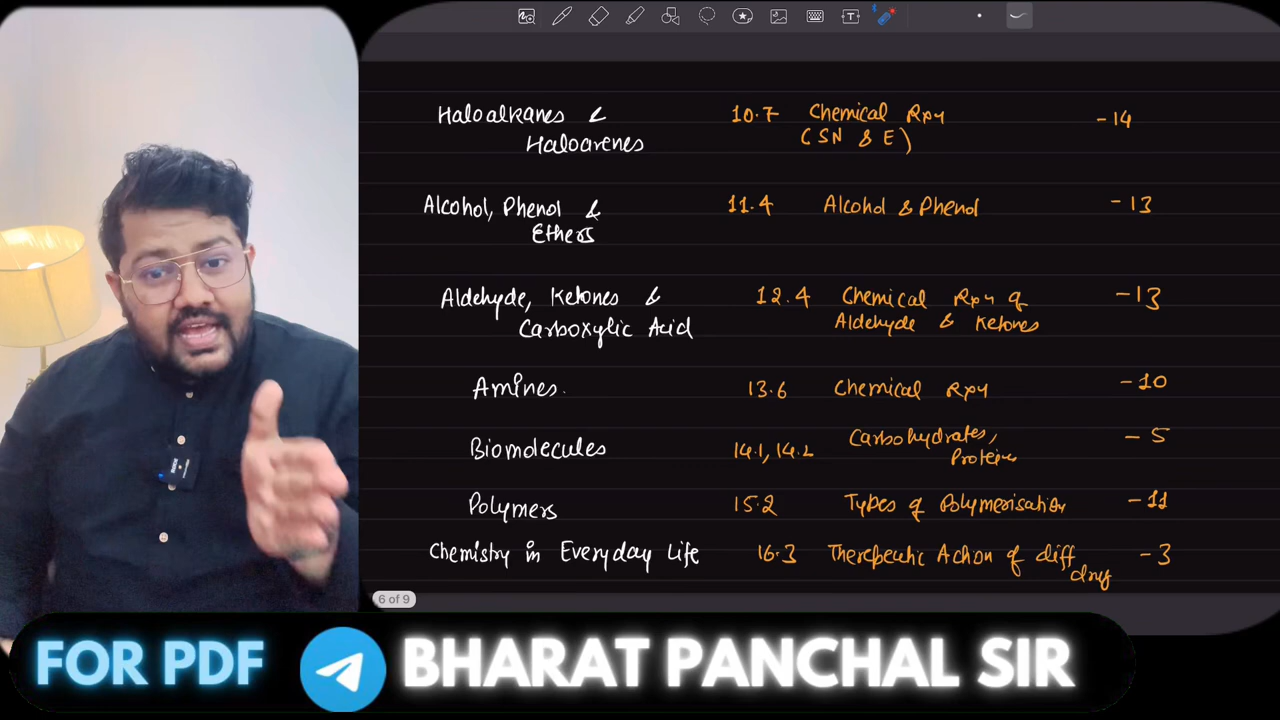 Haloalkanes & 10.7 Chemical Rxn -14
Haloarenes (SN & E)
Alcohol, Phenol & 11.4 Alcohol & Phenol -13
Ethers
Aldehyde, Ketones & 12.4 Chemical Rxn of -13
Carboxylic Acid Aldehyde & Ketones
Amines. 13.6 Chemical Rxn -10
Biomolecules 14.1, 14.2 Carbohydrates, - 5
Proteins
Polymers 15.2 Types of Polymerisation -11
Chemistry in Everyday Life 16.3 Therepeutic Action of diff -3
drug
6 of 9
FOR PDF BHARAT PANCHAL SIR